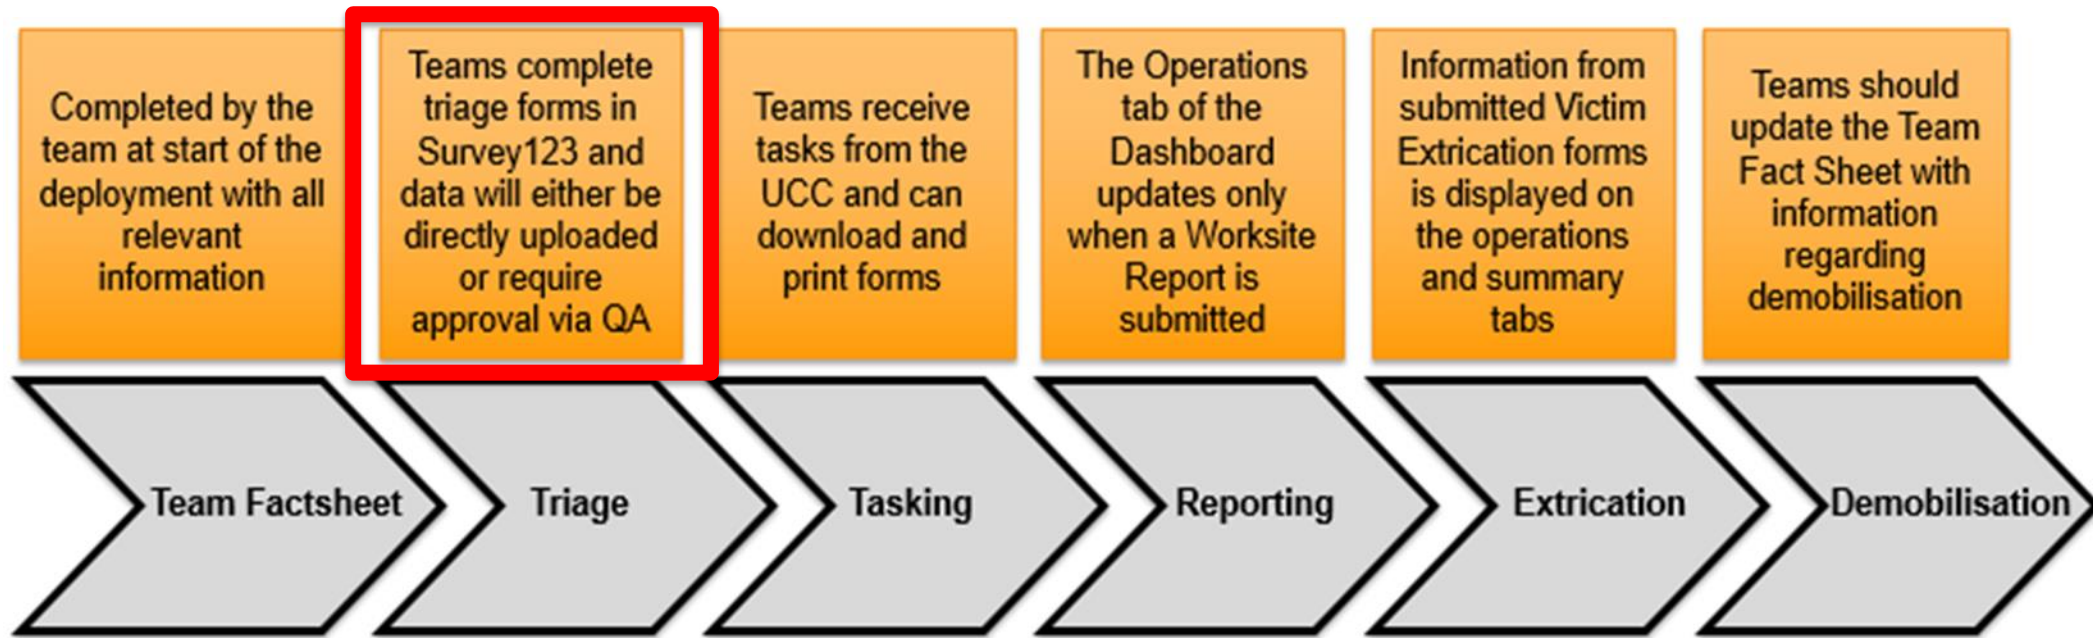 Completed by the
team at start of the
deployment with all
relevant
information
Teams complete
triage forms in
Survey123 and
data will either be
directly uploaded
or require
approval via QA
Teams receive
tasks from the
UCC and can
download and
print forms
The Operations
tab of the
Dashboard
updates only
when a Worksite
Report is
submitted
Information from
submitted Victim
Extrication forms
is displayed on
the operations
and summary
tabs
Teams should
update the Team
Fact Sheet with
information
regarding
demobilisation
Team Factsheet
Triage
Tasking
Reporting
Extrication
Demobilisation